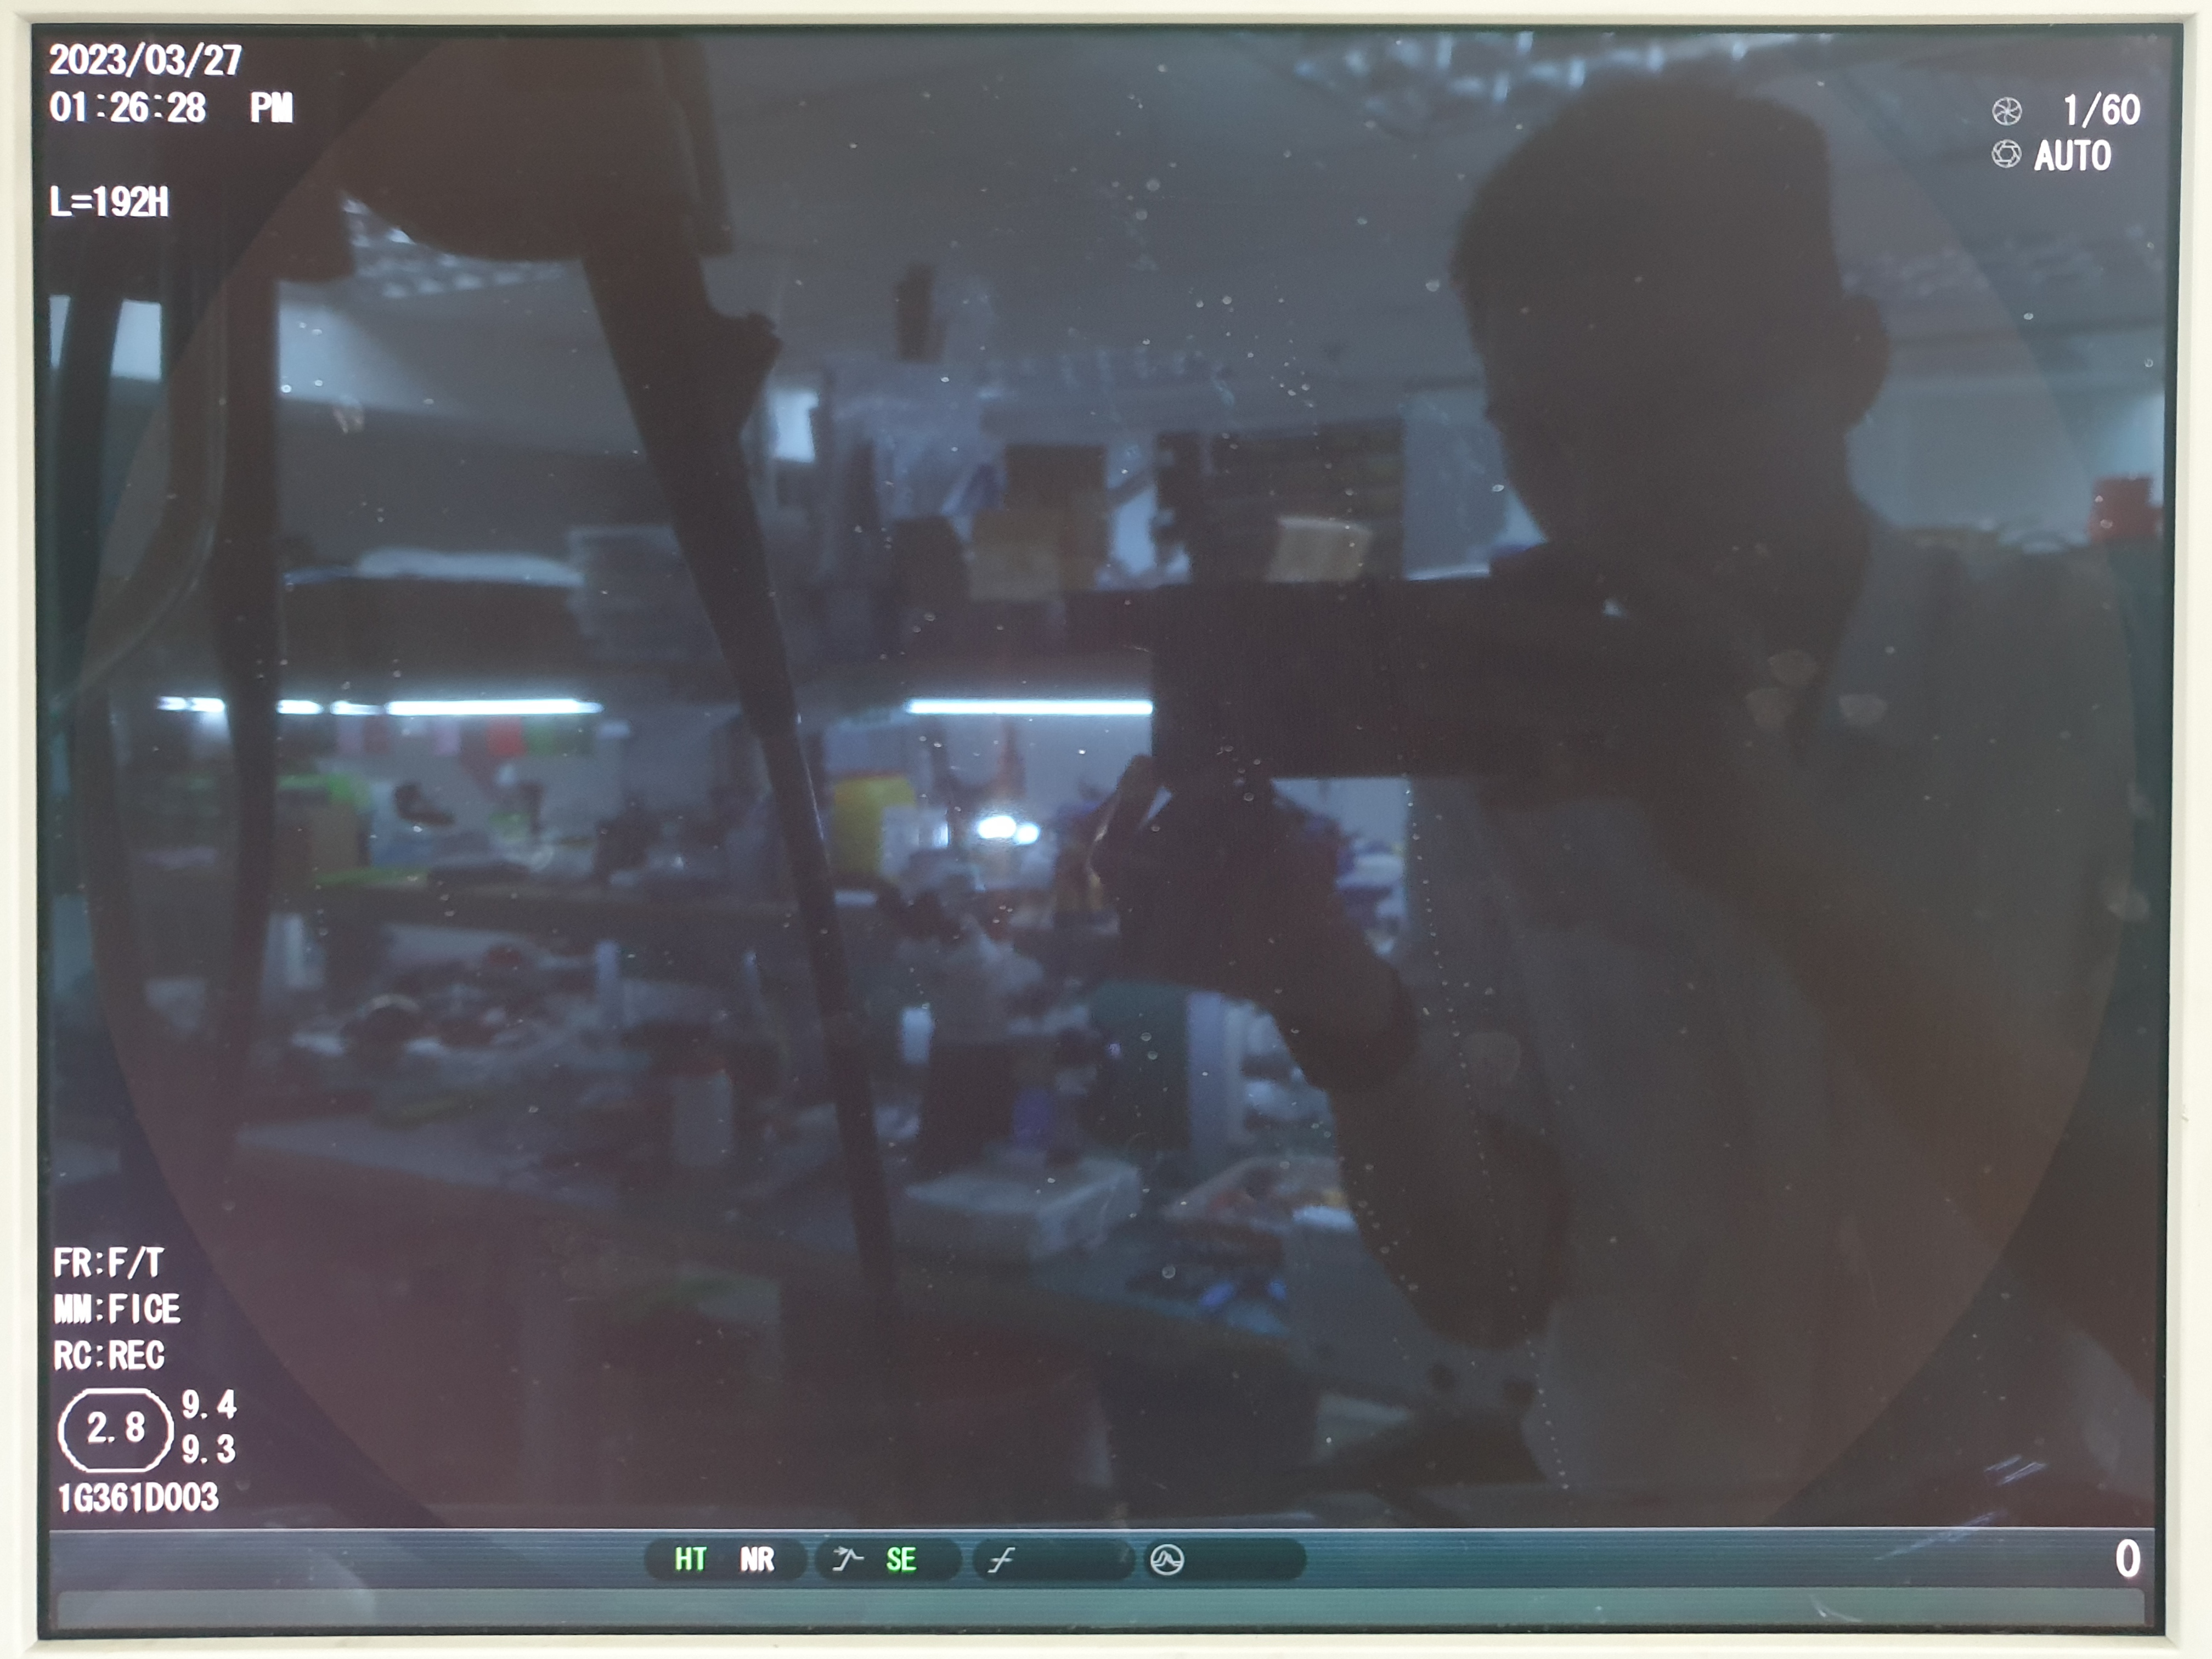 2023/03/27
01:26:28 PM
1/60
AUTO
L=192H
FR:F/T
MM:FICE
RC:REC
2.8 9.4
9.3
1G361D003
HT NR SE
0